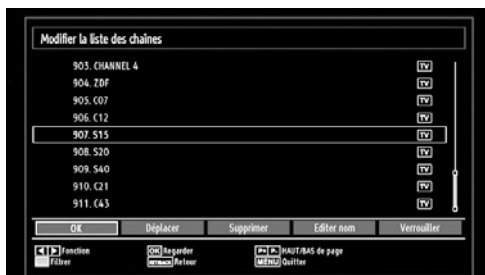 Modifier la liste des chaînes
903. CHANNEL 4 TV
904. ZDF TV
905. C07 TV
906. C12 TV
907. S15 TV
908. S20 TV
909. S40 TV
910. C21 TV
911. C43 TV
OK Déplacer Supprimer Editer nom Verrouiller
Fonction OK Regarder P+ P- HAUT/BAS de page
Filtrer RETURN/BACK Retour MENU Quitter